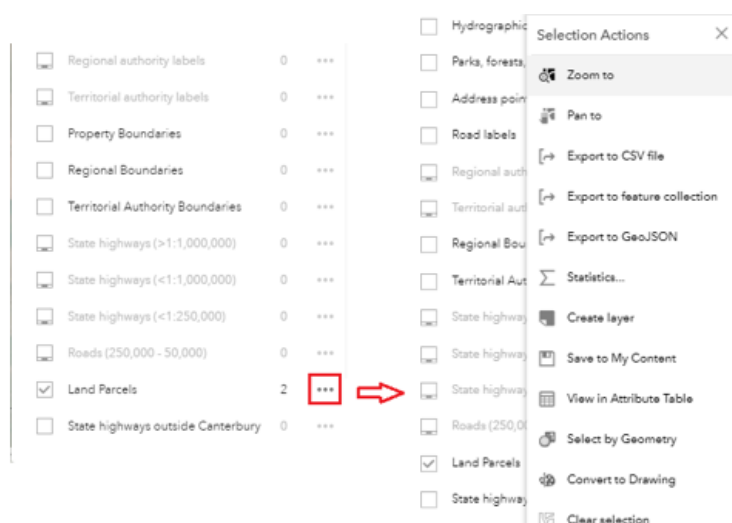 Regional authority labels 0 •••
Territorial authority labels 0 •••
Property Boundaries 0 •••
Regional Boundaries 0 •••
Territorial Authority Boundaries 0 •••
State highways (>1:1,000,000) 0 •••
State highways (<1:1,000,000) 0 •••
State highways (<1:250,000) 0 •••
Roads (250,000 - 50,000) 0 •••
Land Parcels 2 •••
State highways outside Canterbury 0 •••
Hydrographic
Parks, forests,
Address poin
Road labels
Regional auth
Territorial aut
Regional Bou
Territorial Aut
State highway
State highway
State highway
Roads (250,00
Land Parcels
State highway
Selection Actions
Zoom to
Pan to
Export to CSV file
Export to feature collection
Export to GeoJSON
Statistics...
Create layer
Save to My Content
View in Attribute Table
Select by Geometry
Convert to Drawing
Clear selection